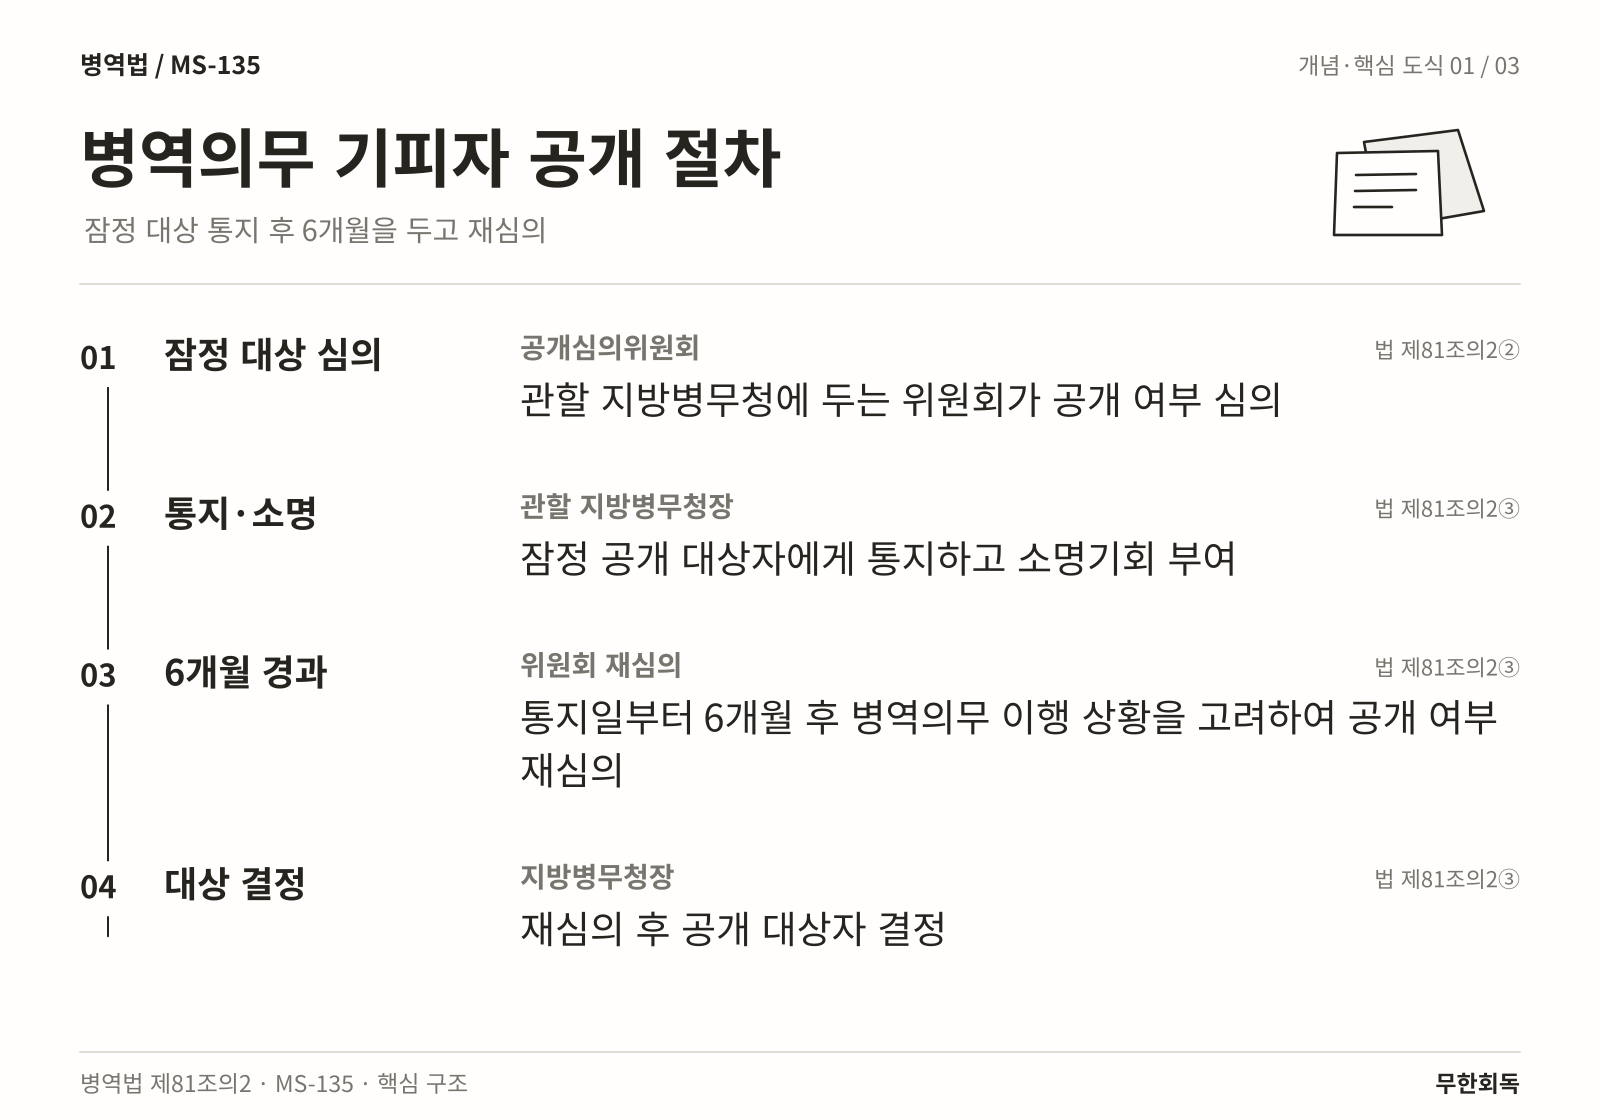 병역법 / MS-135
개념·핵심 도식 01 / 03
병역의무 기피자 공개 절차
잠정 대상 통지 후 6개월을 두고 재심의
01
잠정 대상 심의
공개심의위원회
법 제81조의2②
관할 지방병무청에 두는 위원회가 공개 여부 심의
02
통지·소명
관할 지방병무청장
법 제81조의2③
잠정 공개 대상자에게 통지하고 소명기회 부여
03
6개월 경과
위원회 재심의
법 제81조의2③
통지일부터 6개월 후 병역의무 이행 상황을 고려하여 공개 여부
재심의
04
대상 결정
지방병무청장
법 제81조의2③
재심의 후 공개 대상자 결정
병역법 제81조의2 · MS-135 · 핵심 구조
무한회독